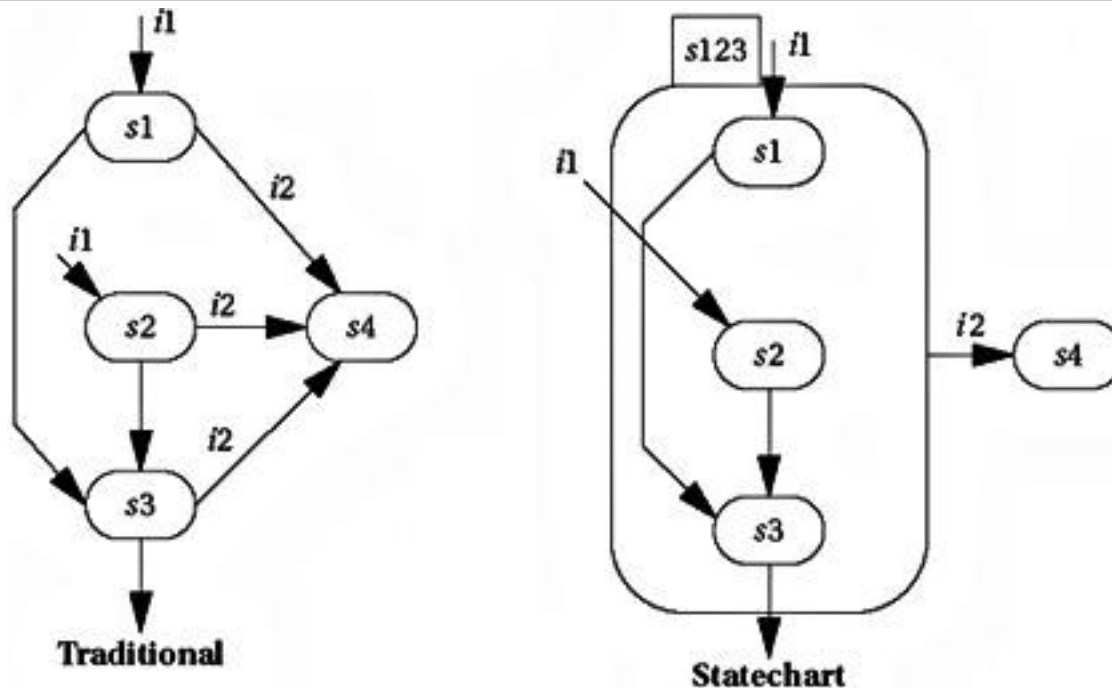 i1
s1
i2
i1
s2
i2
s4
i2
s3
Traditional
s123
i1
s1
i1
s2
i2
s4
s3
Statechart